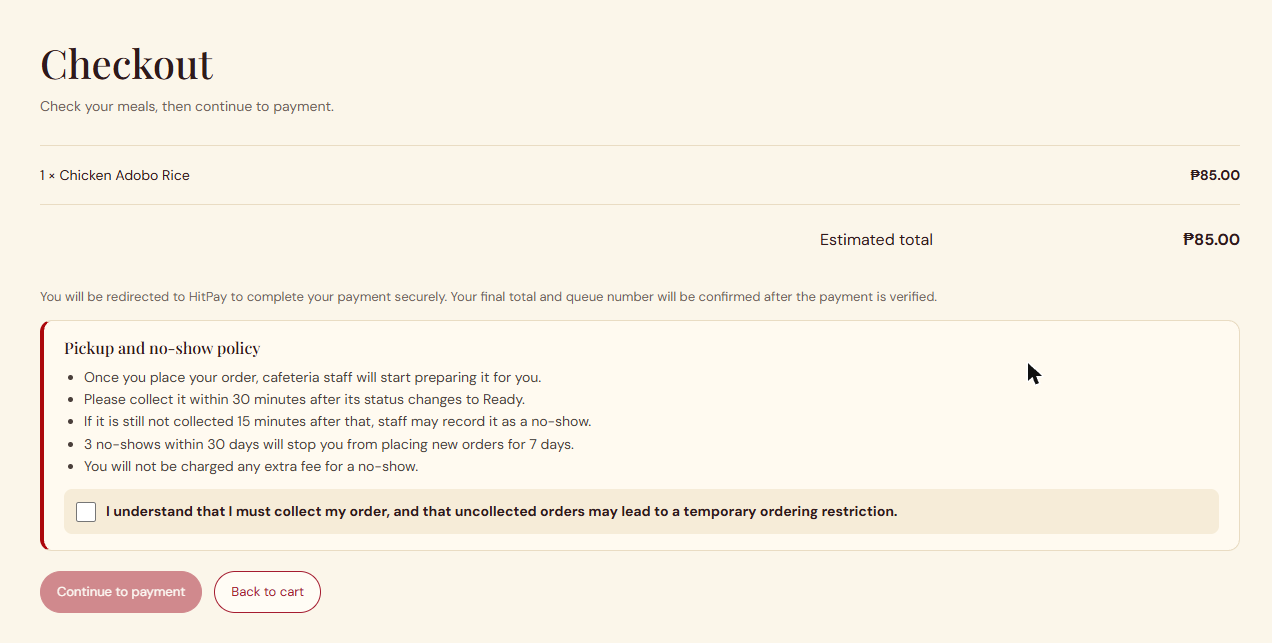 Checkout
Check your meals, then continue to payment.
1 × Chicken Adobo Rice ₱85.00
Estimated total ₱85.00
You will be redirected to HitPay to complete your payment securely. Your final total and queue number will be confirmed after the payment is verified.
Pickup and no-show policy
• Once you place your order, cafeteria staff will start preparing it for you.
• Please collect it within 30 minutes after its status changes to Ready.
• If it is still not collected 15 minutes after that, staff may record it as a no-show.
• 3 no-shows within 30 days will stop you from placing new orders for 7 days.
• You will not be charged any extra fee for a no-show.
I understand that I must collect my order, and that uncollected orders may lead to a temporary ordering restriction.
Continue to payment Back to cart